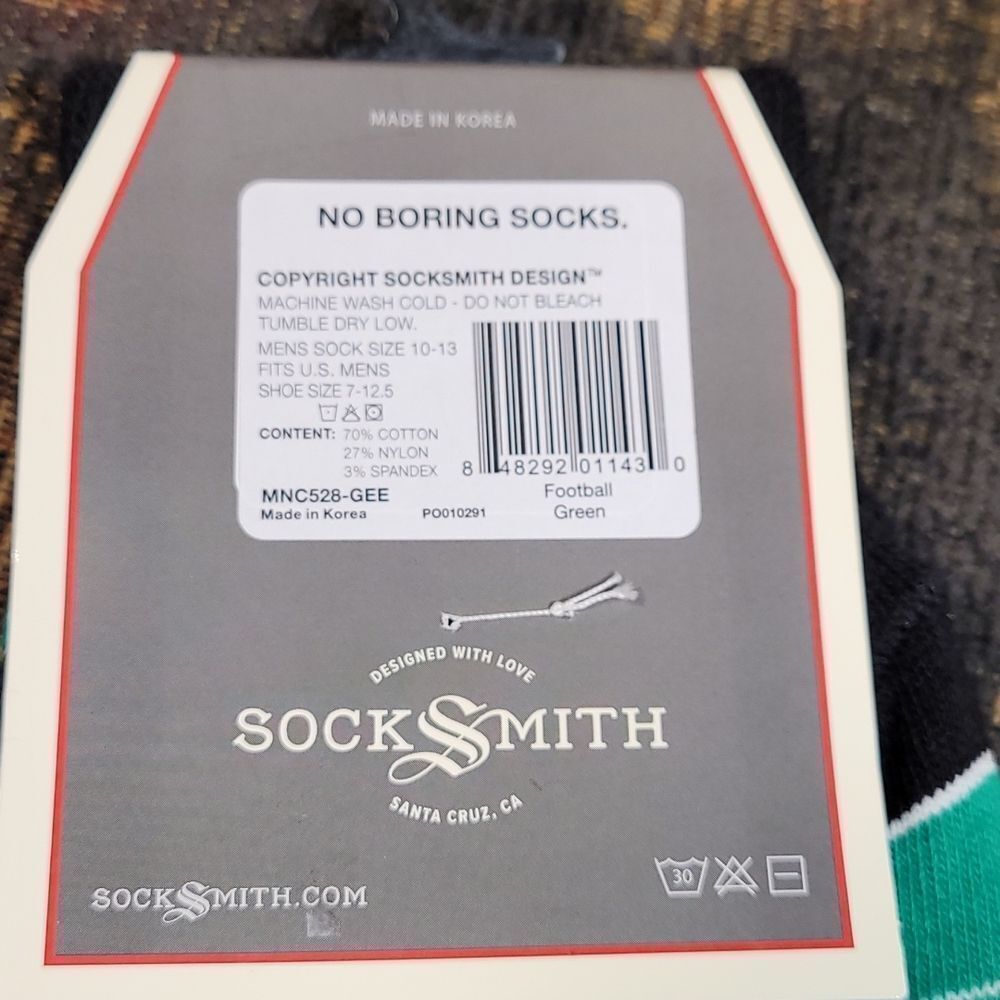 MADE IN KOREA
NO BORING SOCKS.
COPYRIGHT SOCKSMITH DESIGN™
MACHINE WASH COLD - DO NOT BLEACH
TUMBLE DRY LOW.
MENS SOCK SIZE 10-13
FITS U.S. MENS
SHOE SIZE 7-12.5
CONTENT: 70% COTTON
27% NYLON
3% SPANDEX
8 48292 01143 0
MNC528-GEE
Football
Made in Korea PO010291 Green
DESIGNED WITH LOVE
SOCKSMITH
SANTA CRUZ, CA
SOCKSMITH.COM
30